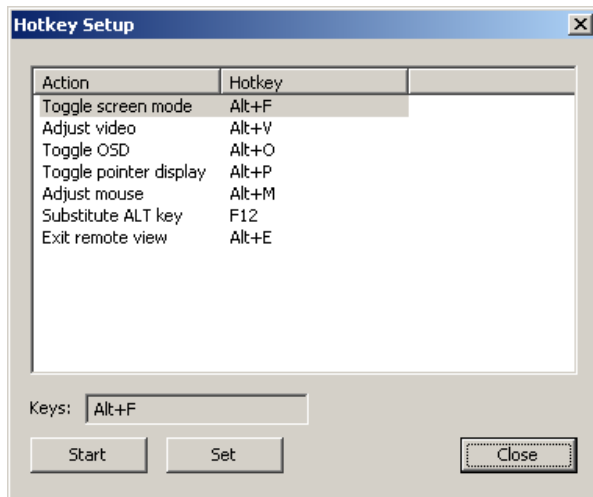 Hotkey Setup
Action Hotkey
Toggle screen mode Alt+F
Adjust video Alt+V
Toggle OSD Alt+O
Toggle pointer display Alt+P
Adjust mouse Alt+M
Substitute ALT key F12
Exit remote view Alt+E
Keys: Alt+F
Start Set Close